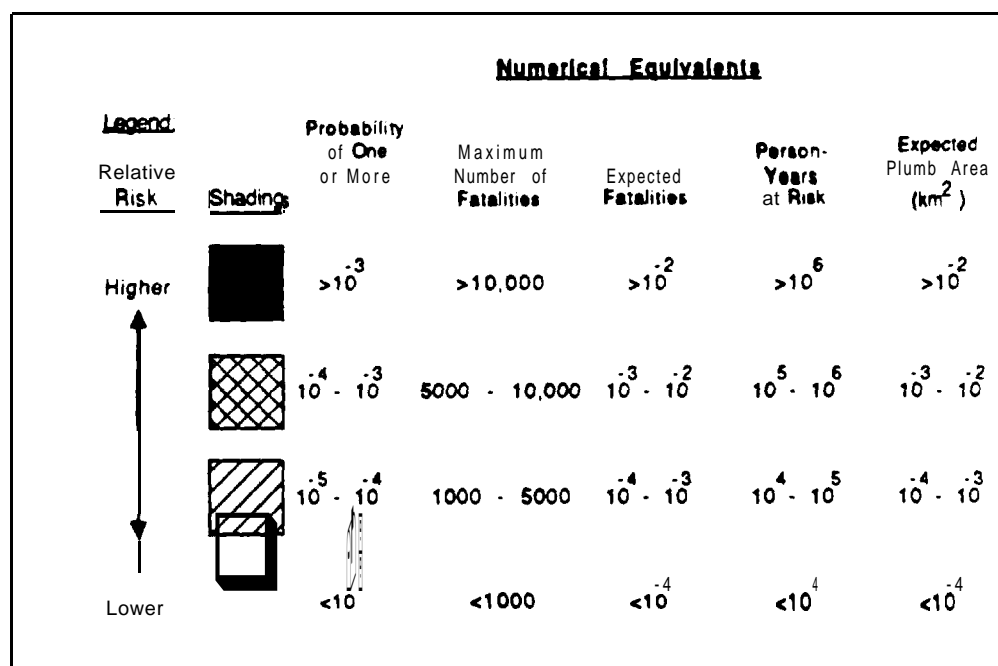 Numerical Equivalents
Legend
Relative Risk
Shadings
Probability of One or More
Maximum Number of Fatalities
Expected Fatalities
Person-Years at Risk
Expected Plumb Area (km²)
Higher >10⁻³ >10,000 >10⁻² >10⁶ >10⁻²
10⁻⁴ - 10⁻³ 5000 - 10,000 10⁻³ - 10⁻² 10⁵ - 10⁶ 10⁻³ - 10⁻²
10⁻⁵ - 10⁻⁴ 1000 - 5000 10⁻⁴ - 10⁻³ 10⁴ - 10⁵ 10⁻⁴ - 10⁻³
Lower <10 <1000 <10⁻⁴ <10⁴ <10⁻⁴